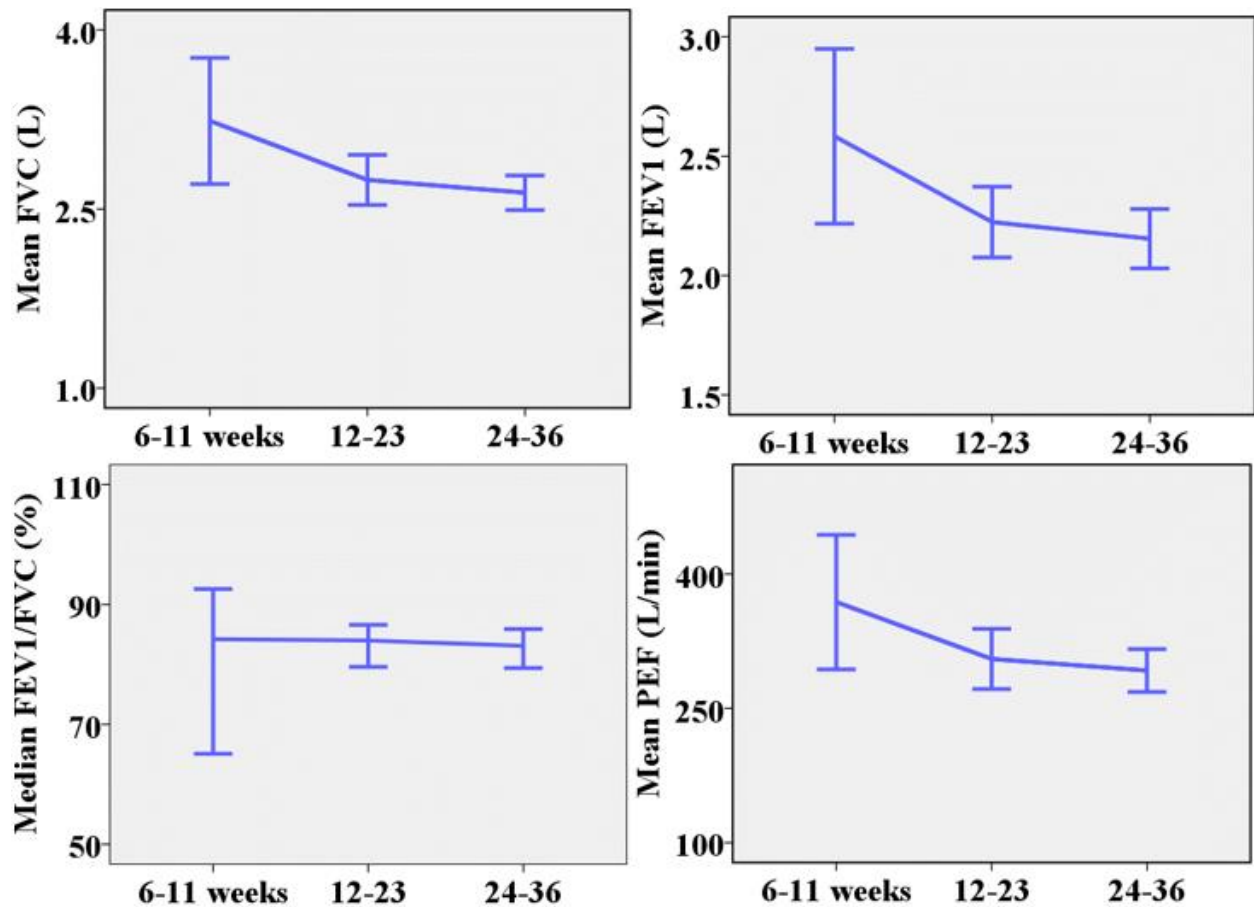 Mean FVC (L)
4.0
2.5
1.0
6-11 weeks 12-23 24-36
Mean FEV1 (L)
3.0
2.5
2.0
1.5
6-11 weeks 12-23 24-36
Median FEV1/FVC (%)
110
90
70
50
6-11 weeks 12-23 24-36
Mean PEF (L/min)
400
250
100
6-11 weeks 12-23 24-36